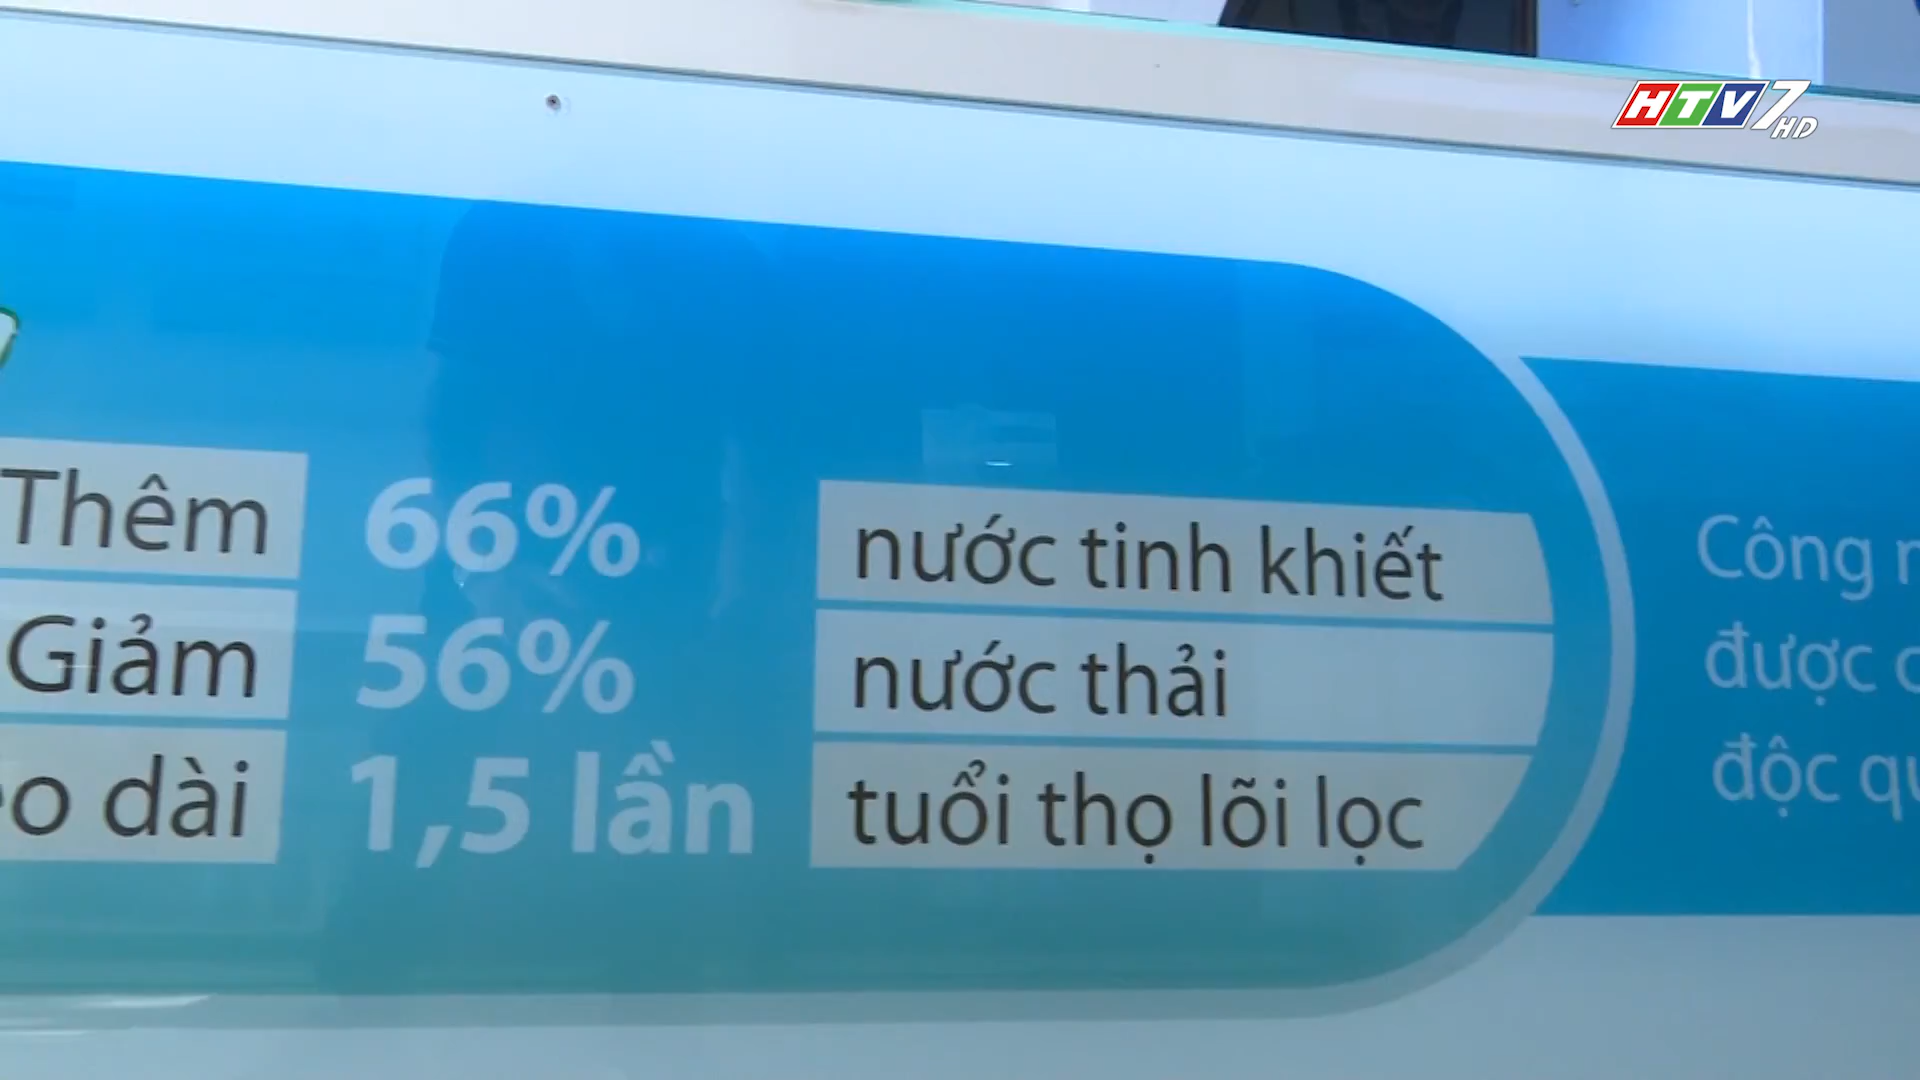 HTV7 HD
Thêm 66% nước tinh khiết
Giảm 56% nước thải
dài 1,5 lần tuổi thọ lõi lọc
Công
được
độc